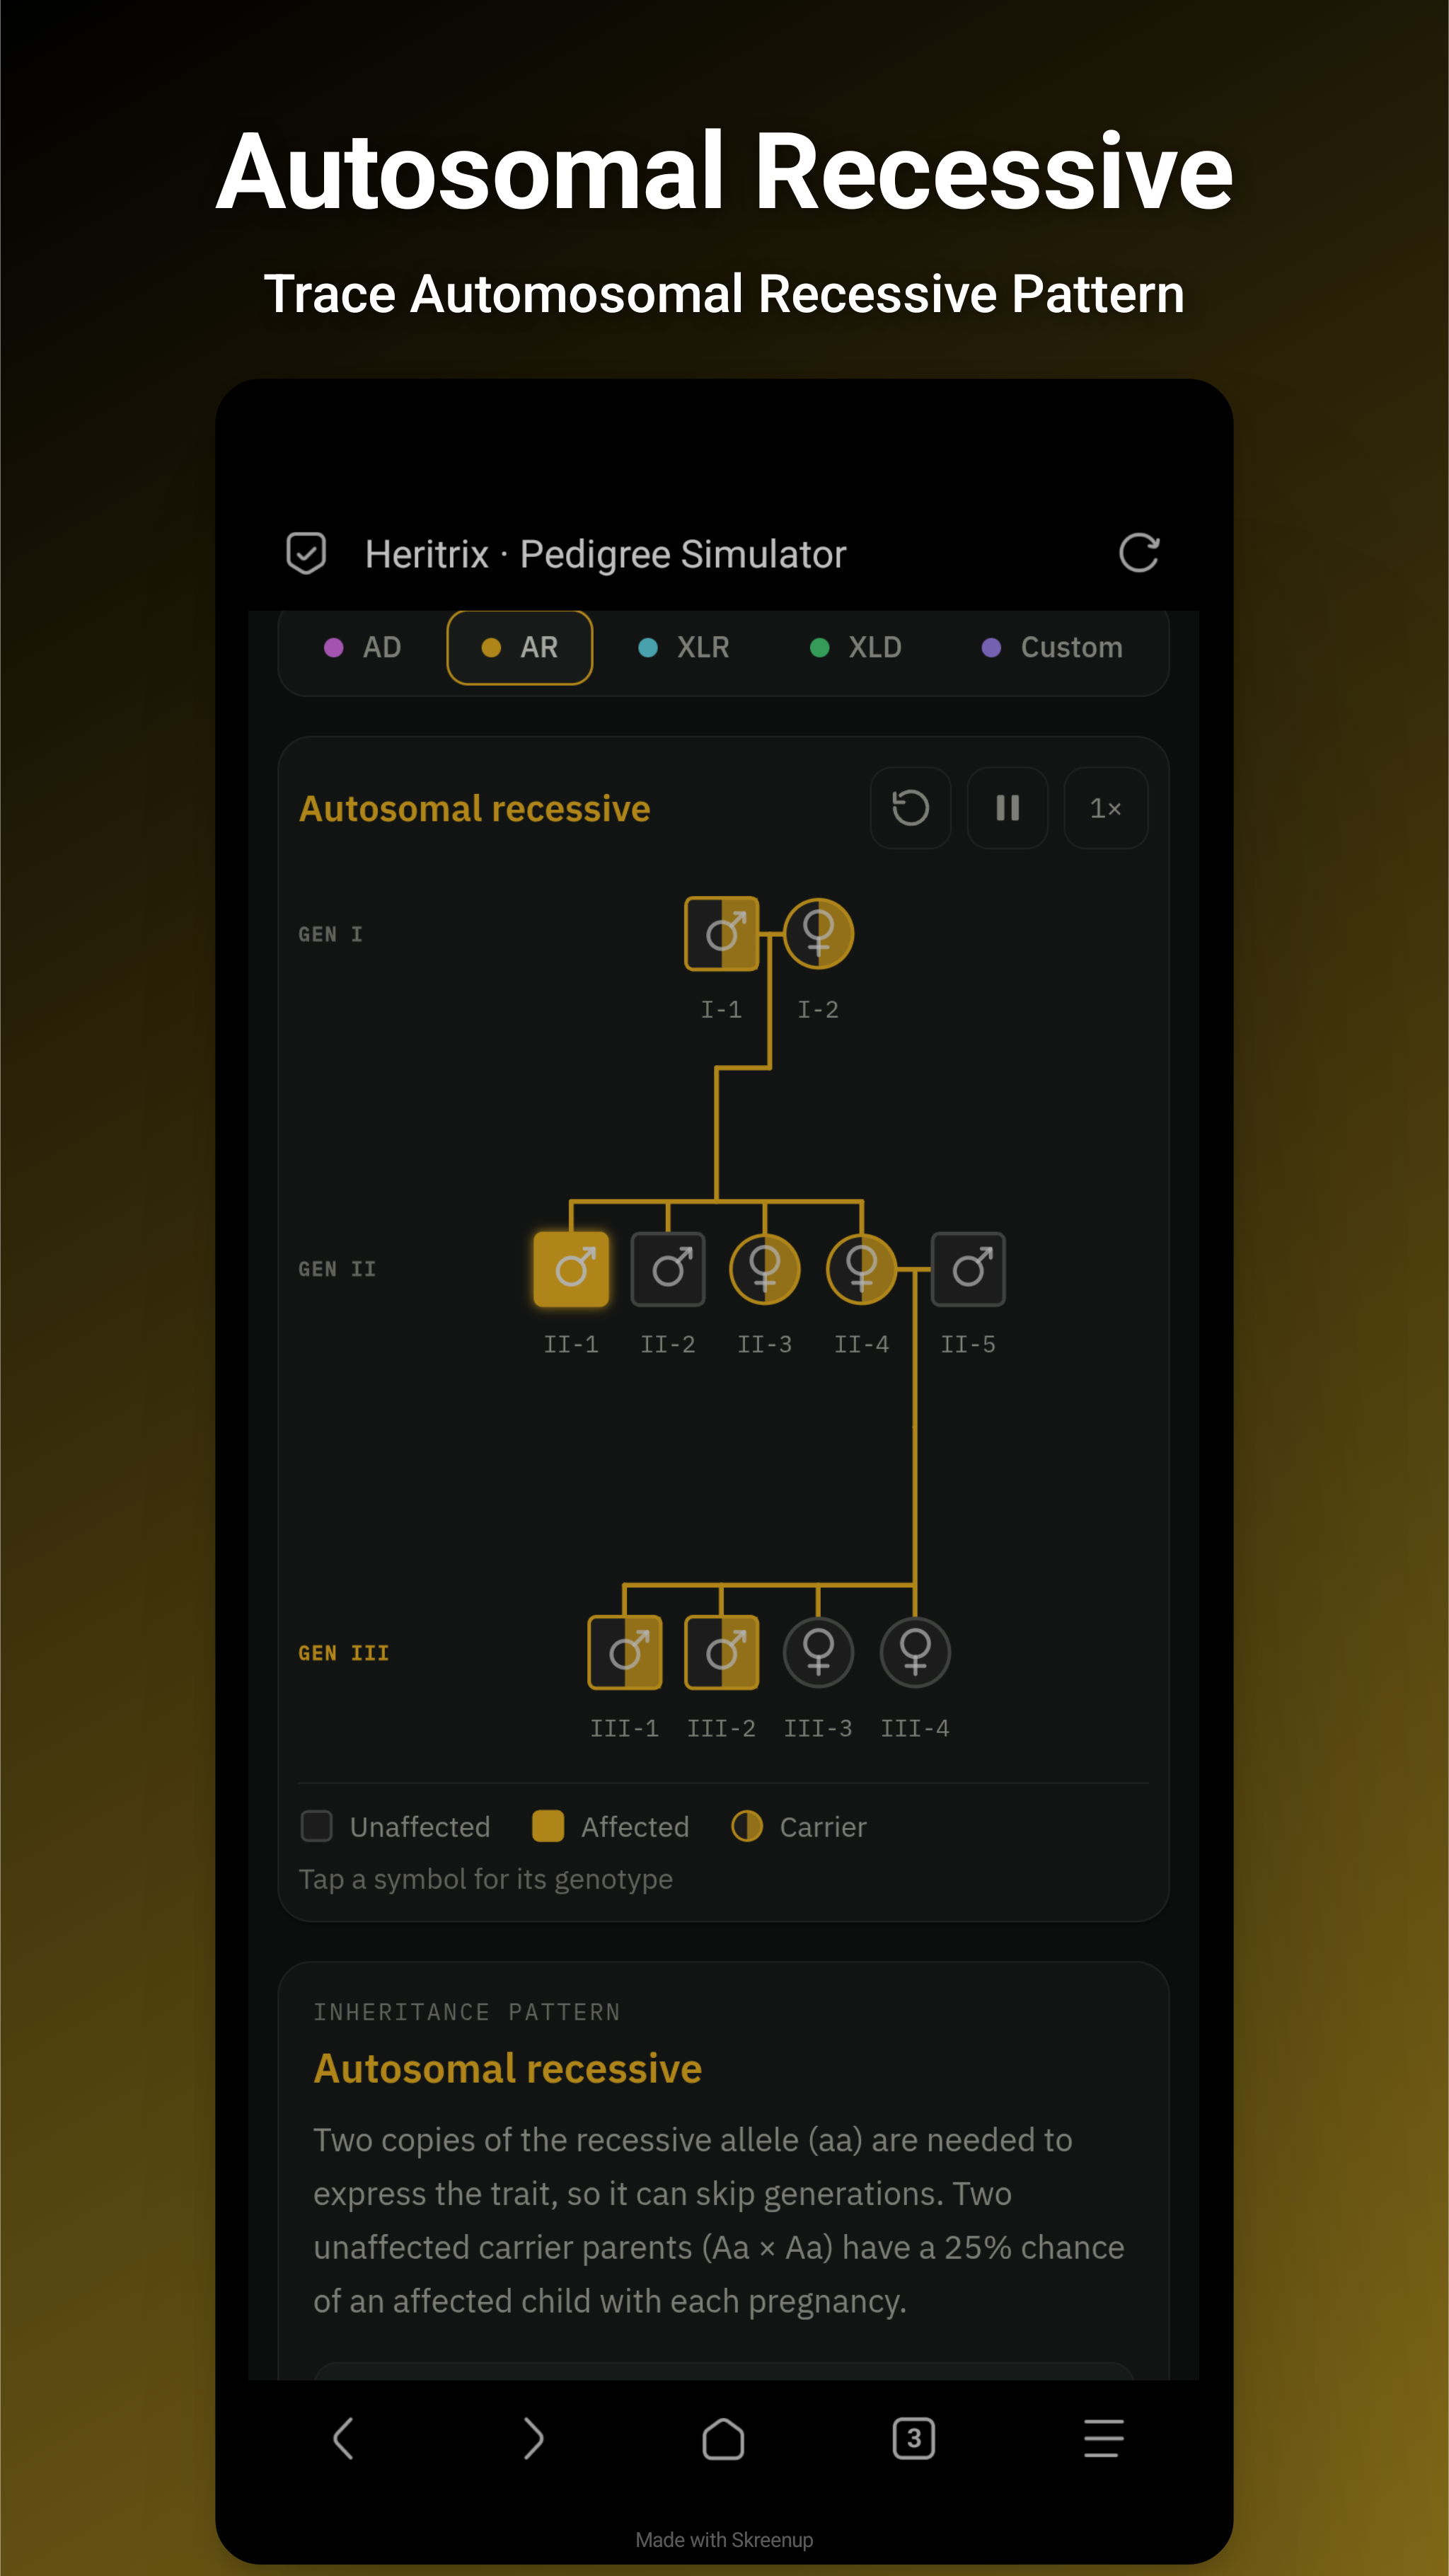 Autosomal Recessive
Trace Automosomal Recessive Pattern
Heritrix · Pedigree Simulator
AD AR XLR XLD Custom
Autosomal recessive 1×
GEN I
I-1 I-2
GEN II
II-1 II-2 II-3 II-4 II-5
GEN III
III-1 III-2 III-3 III-4
Unaffected Affected Carrier
Tap a symbol for its genotype
INHERITANCE PATTERN
Autosomal recessive
Two copies of the recessive allele (aa) are needed to
express the trait, so it can skip generations. Two
unaffected carrier parents (Aa × Aa) have a 25% chance
of an affected child with each pregnancy.
3
Made with Skreenup